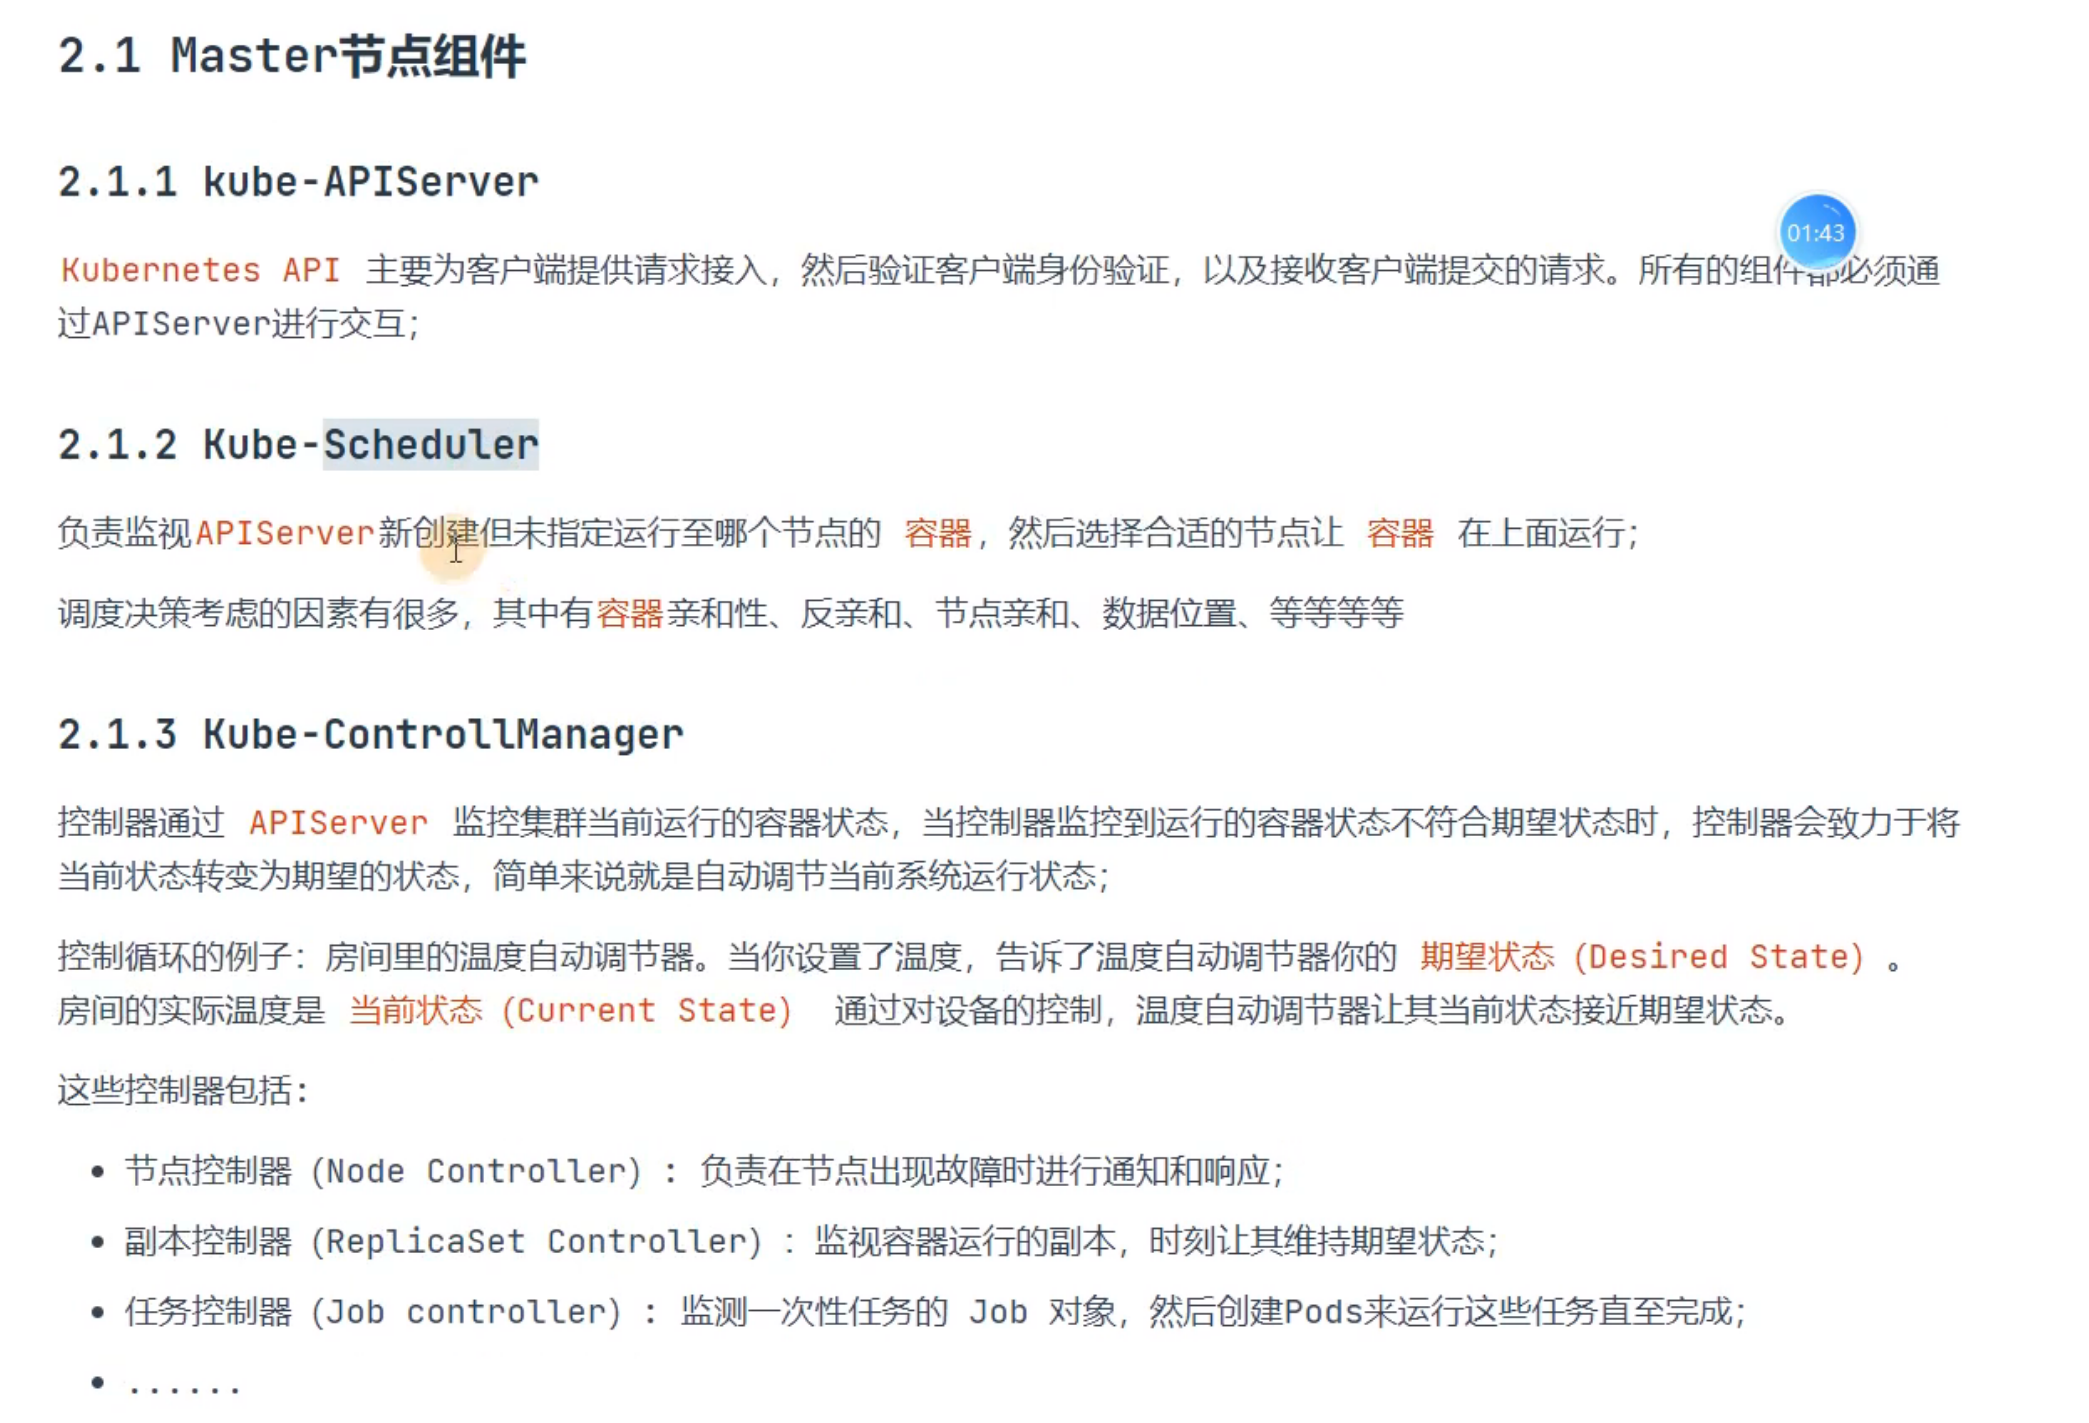 2.1 Master节点组件
2.1.1 kube-APIServer
01:43
Kubernetes API 主要为客户端提供请求接入，然后验证客户端身份验证，以及接收客户端提交的请求。所有的组件都必须通
过APIServer进行交互；
2.1.2 Kube-Scheduler
负责监视APIServer新创建但未指定运行至哪个节点的 容器，然后选择合适的节点让 容器 在上面运行；
调度决策考虑的因素有很多，其中有容器亲和性、反亲和、节点亲和、数据位置、等等等等
2.1.3 Kube-ControllManager
控制器通过 APIServer 监控集群当前运行的容器状态，当控制器监控到运行的容器状态不符合期望状态时，控制器会致力于将
当前状态转变为期望的状态，简单来说就是自动调节当前系统运行状态；
控制循环的例子：房间里的温度自动调节器。当你设置了温度，告诉了温度自动调节器你的 期望状态（Desired State） 。
房间的实际温度是 当前状态（Current State） 通过对设备的控制，温度自动调节器让其当前状态接近期望状态。
这些控制器包括：
• 节点控制器（Node Controller）： 负责在节点出现故障时进行通知和响应；
• 副本控制器（ReplicaSet Controller）：监视容器运行的副本，时刻让其维持期望状态；
• 任务控制器（Job controller）： 监测一次性任务的 Job 对象，然后创建Pods来运行这些任务直至完成；
• ......